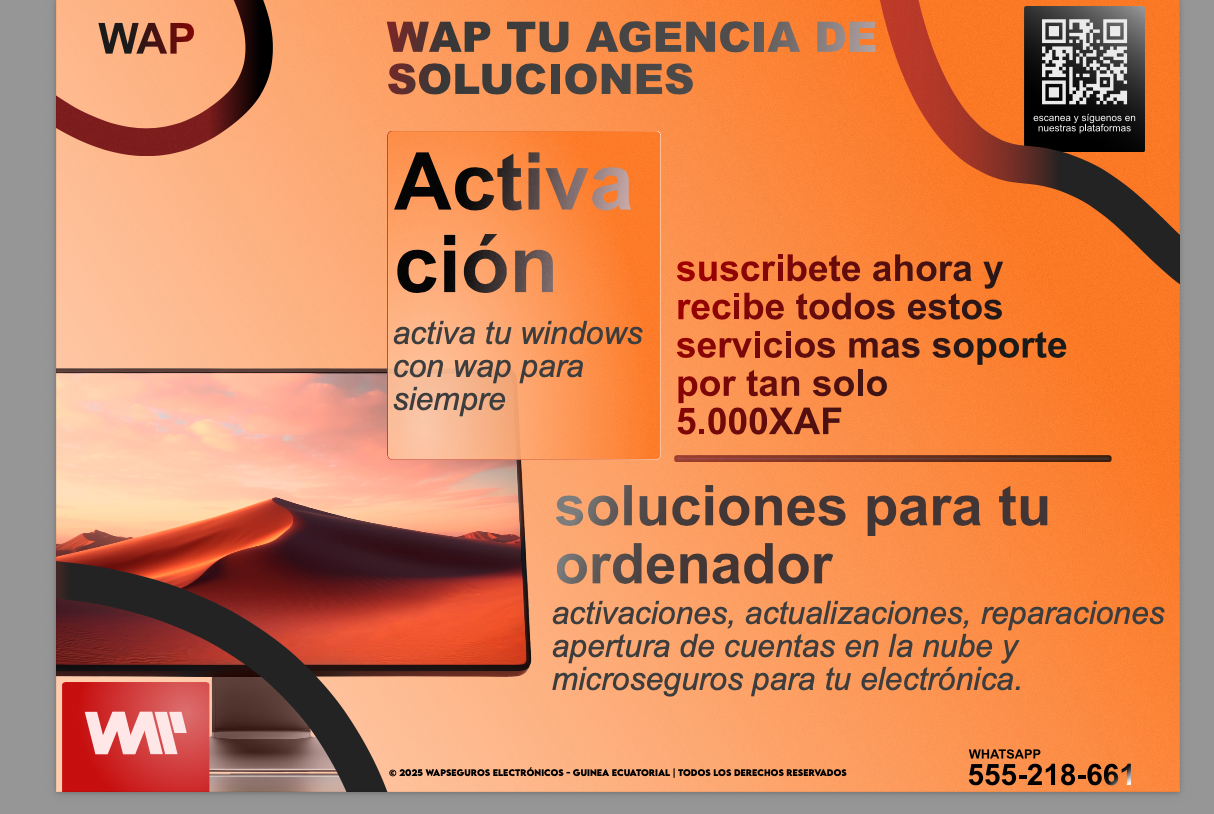 WAP
WAP TU AGENCIA DE
SOLUCIONES
escanea y síguenos en
nuestras plataformas
Activa
ción
activa tu windows
con wap para
siempre
suscribete ahora y
recibe todos estos
servicios mas soporte
por tan solo
5.000XAF
soluciones para tu
ordenador
activaciones, actualizaciones, reparaciones
apertura de cuentas en la nube y
microseguros para tu electrónica.
WAP
© 2025 WAPSEGUROS ELECTRÓNICOS - GUINEA ECUATORIAL | TODOS LOS DERECHOS RESERVADOS
WHATSAPP
555-218-661